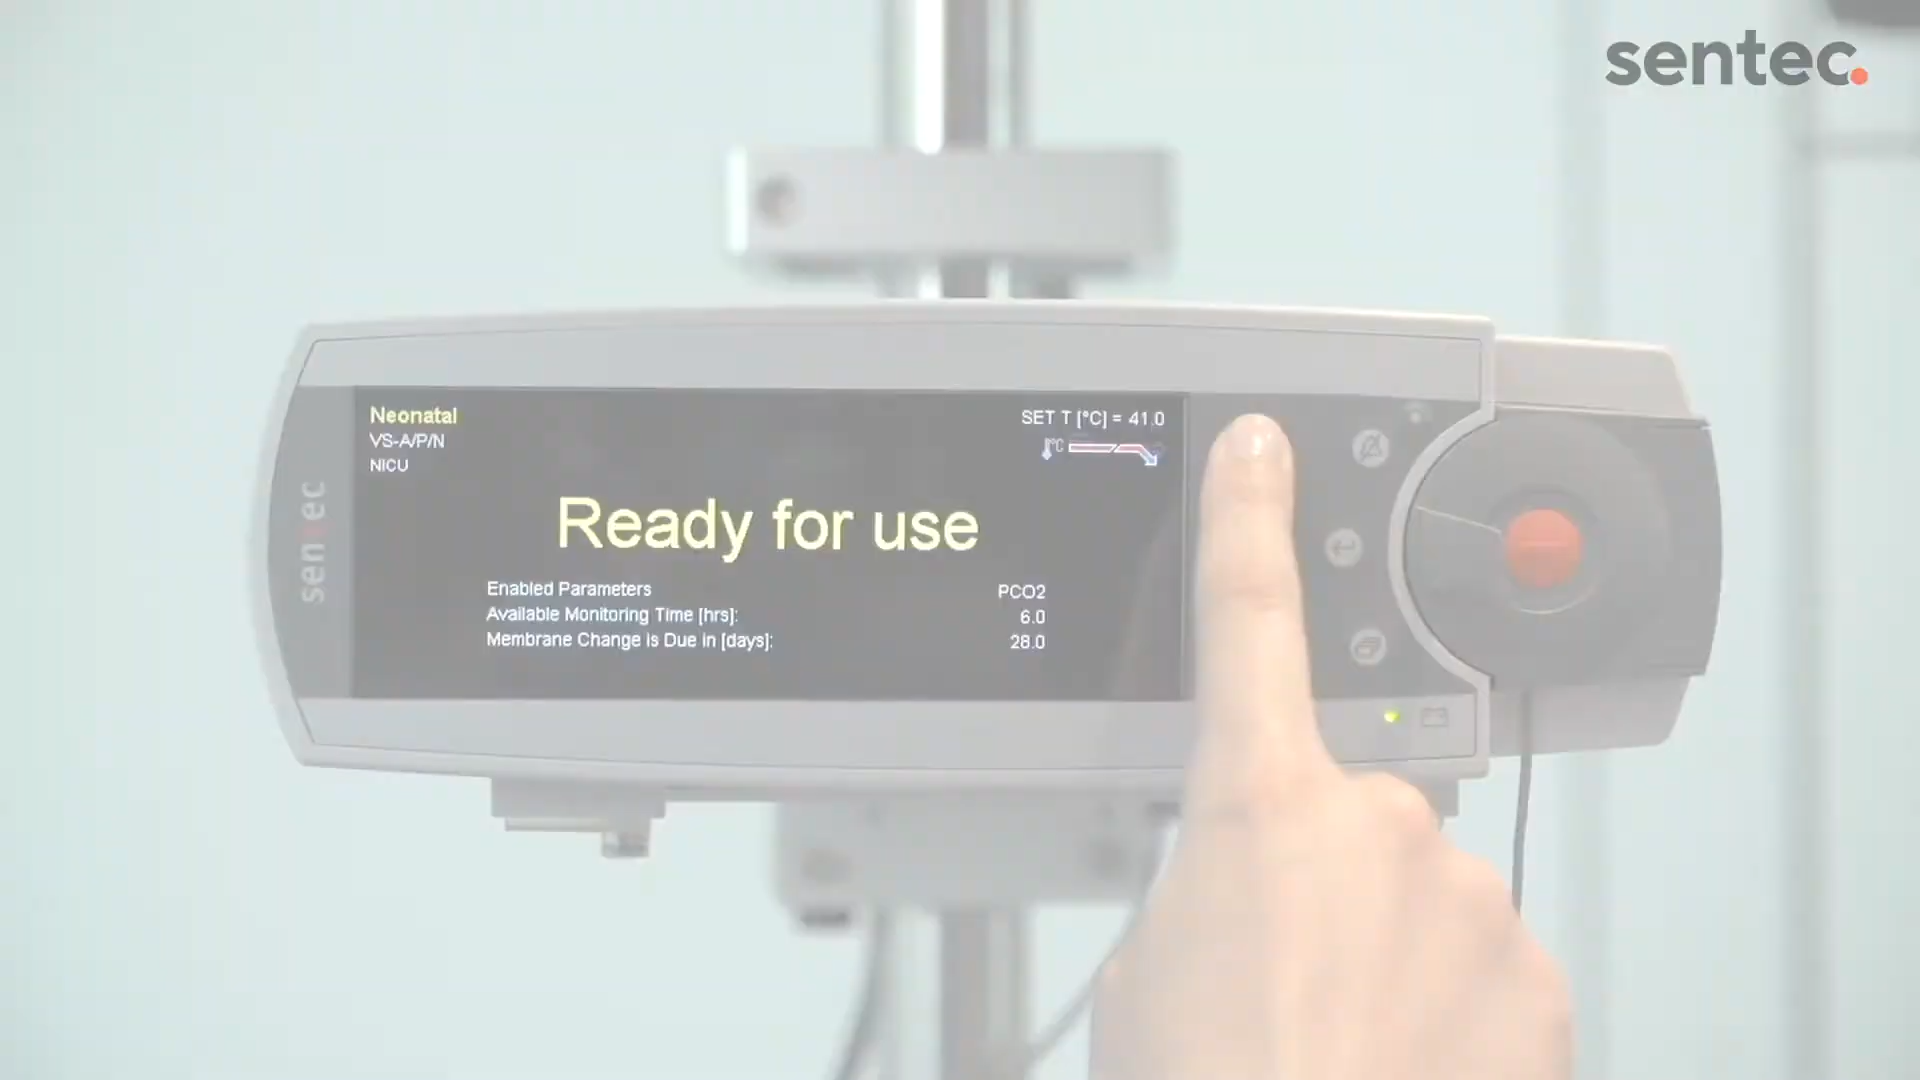 sentec.
Neonatal
VS-A/P/N
NICU
SET T [°C] = 41.0
°C
Ready for use
Enabled Parameters PCO2
Available Monitoring Time [hrs]: 6.0
Membrane Change is Due in [days]: 28.0
sentec